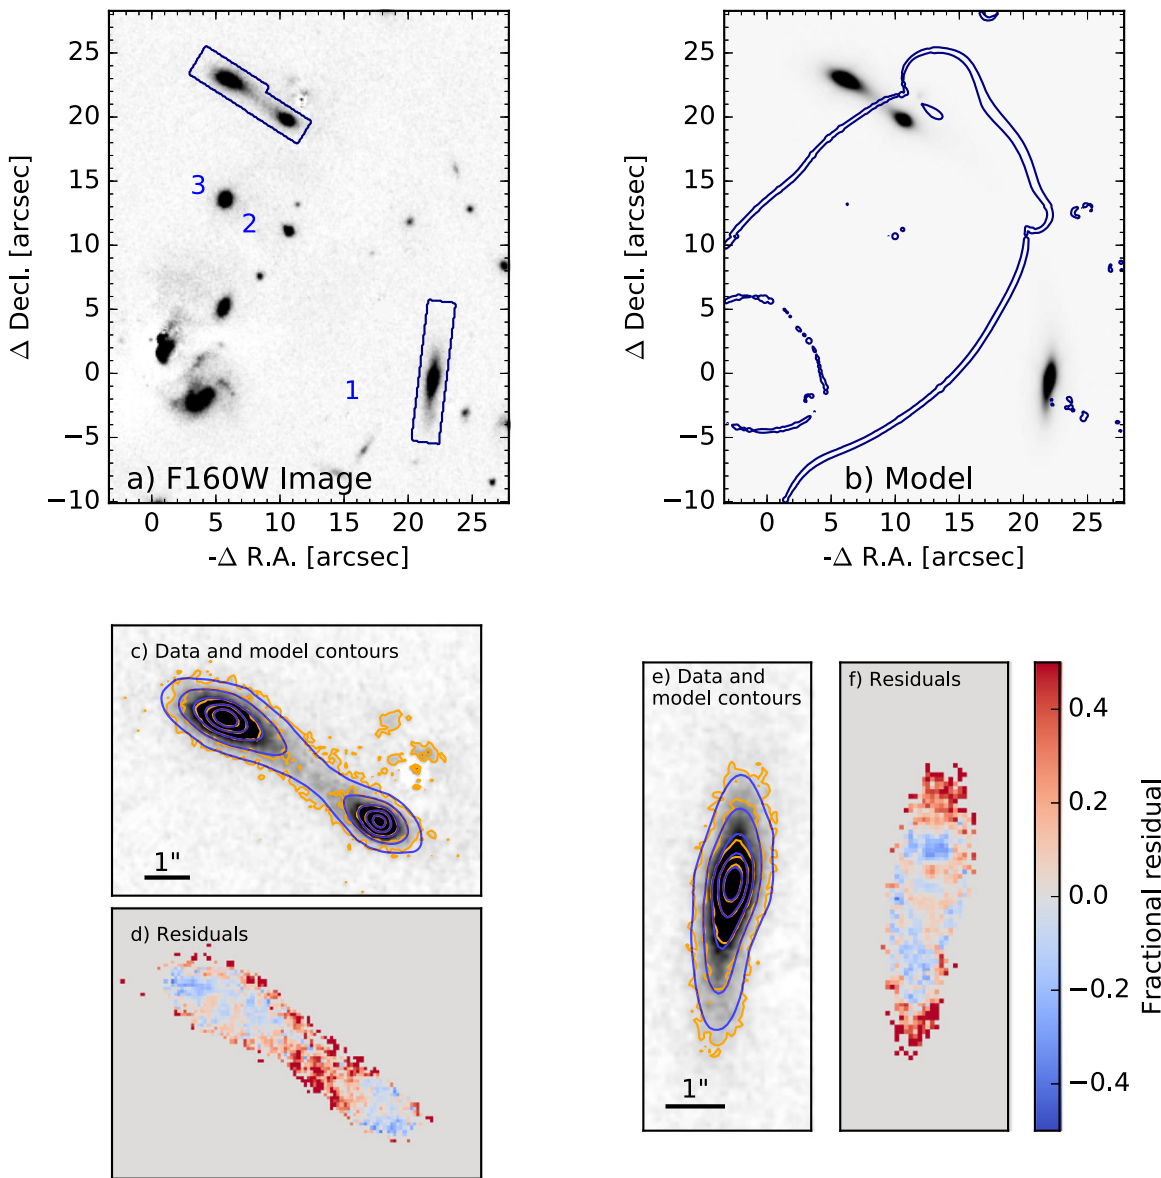 25
20
15
10
5
0
−5
−10
Δ Decl. [arcsec]
3
2
1
a) F160W Image
0 5 10 15 20 25
-Δ R.A. [arcsec]
25
20
15
10
5
0
−5
−10
Δ Decl. [arcsec]
b) Model
0 5 10 15 20 25
-Δ R.A. [arcsec]
c) Data and model contours
1"
d) Residuals
e) Data and
model contours
1"
f) Residuals
0.4
0.2
0.0
−0.2
−0.4
Fractional residual